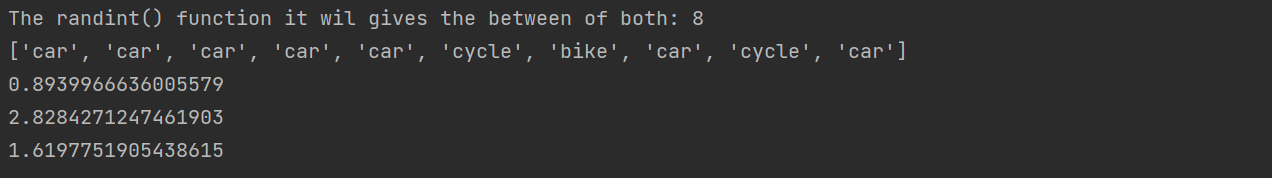 The randint() function it wil gives the between of both: 8
['car', 'car', 'car', 'car', 'car', 'cycle', 'bike', 'car', 'cycle', 'car']
0.8939966636005579
2.8284271247461903
1.6197751905438615